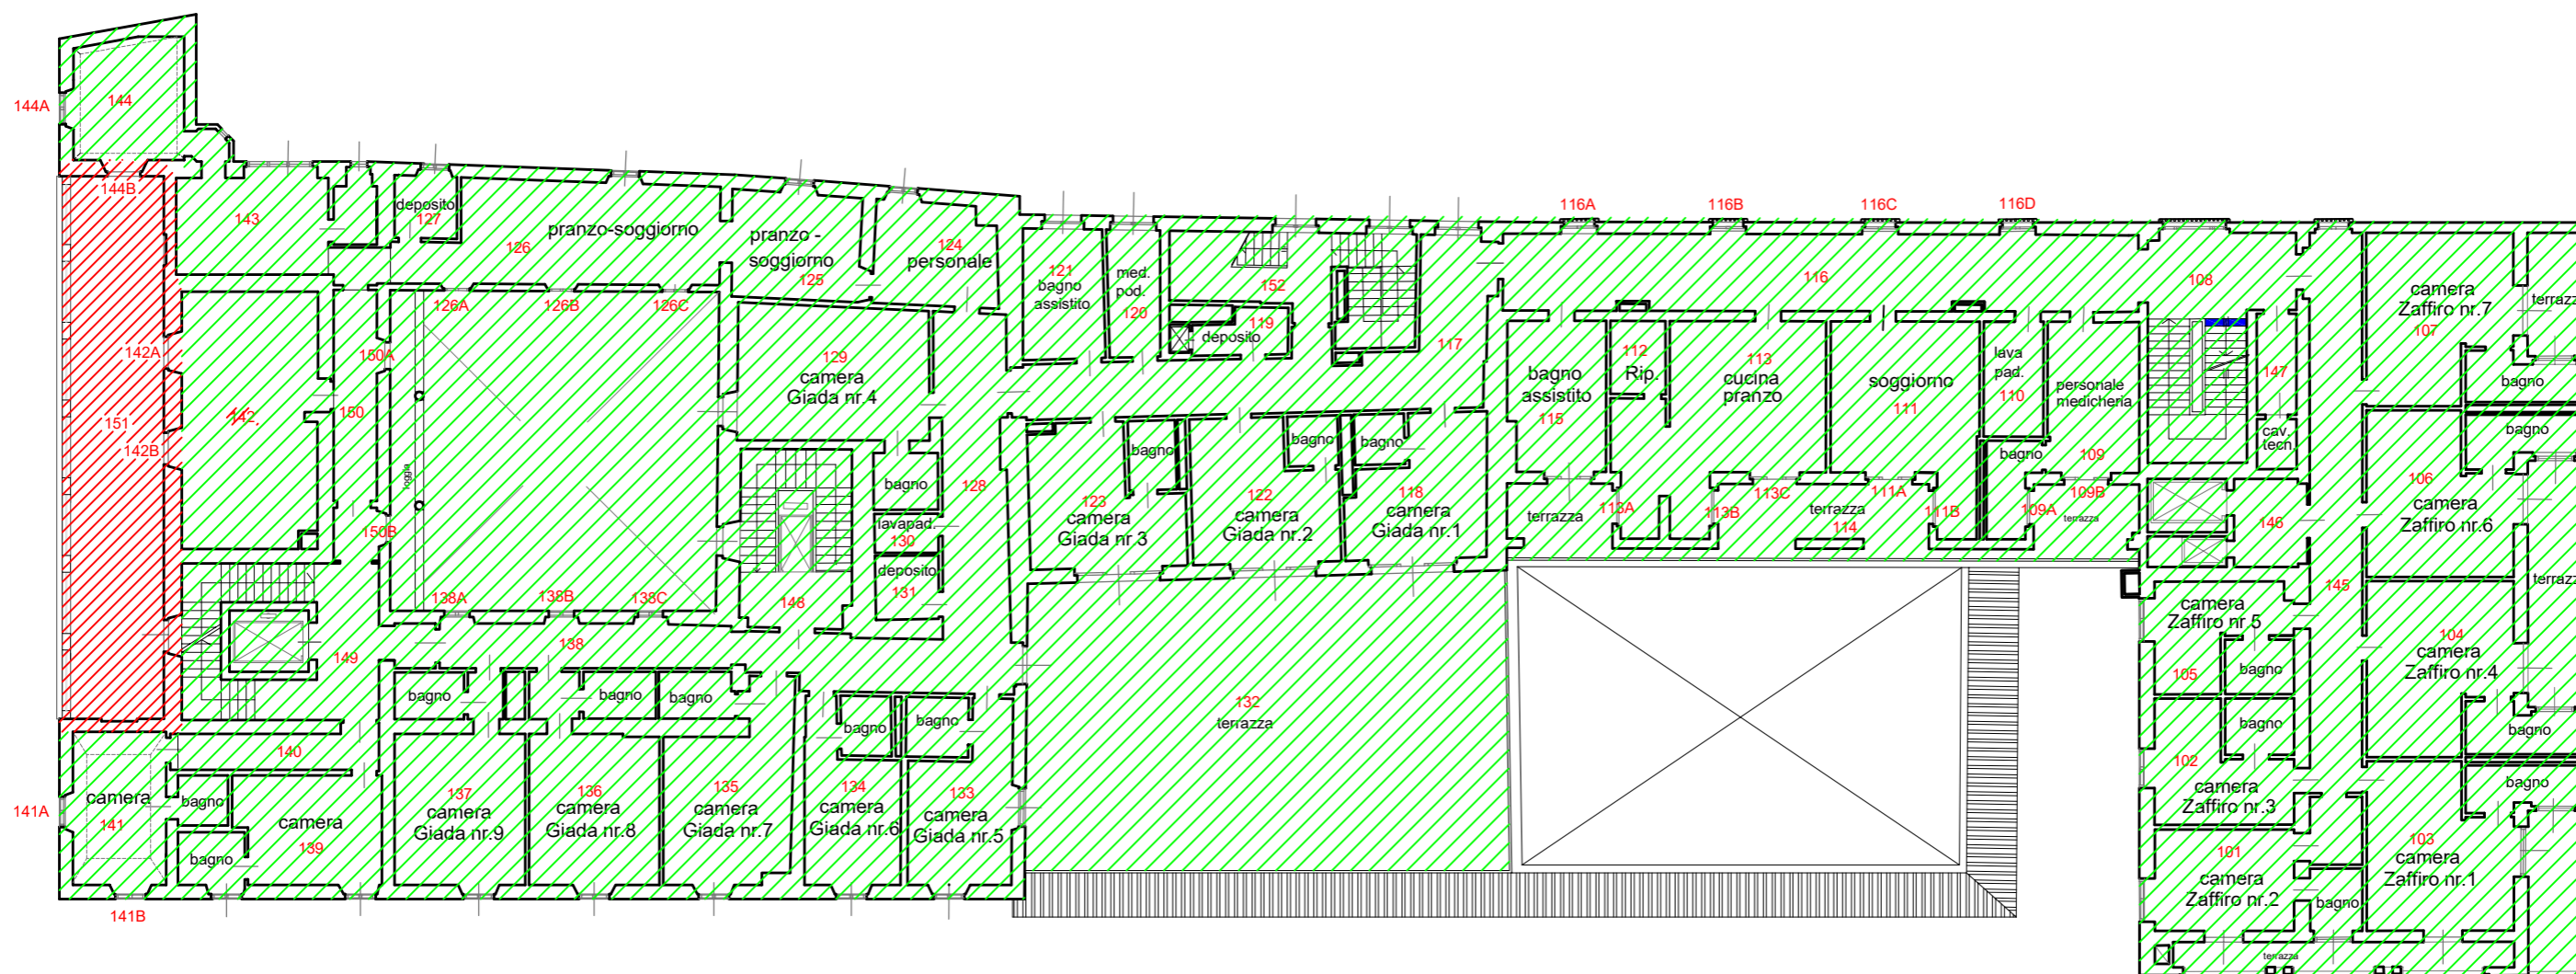 144A
144
144B
143
deposito
127
126
pranzo-soggiorno
pranzo -
soggiorno
125
124
personale
121
bagno
assistito
med.
pod.
120
152
119
deposito
117
116A
116B
116C
116D
116
108
camera
Zaffiro nr.7
107
bagno
126A
126B
126C
142A
150A
150
142
151
142B
150B
loggia
129
camera
Giada nr.4
bagno
128
lavapad.
130
deposito
131
148
bagno
123
camera
Giada nr.3
bagno
122
camera
Giada nr.2
bagno
118
camera
Giada nr.1
bagno
assistito
115
112
Rip.
113
cucina
pranzo
soggiorno
111
lava
pad.
110
personale
medicheria
bagno
109
147
cav.
tecn.
bagno
106
camera
Zaffiro nr.6
terrazza
113A
113B
113C
terrazza
114
111A
111B
109A
109B
terrazza
146
145
camera
Zaffiro nr.5
105
bagno
104
camera
Zaffiro nr.4
138A
138B
138C
138
149
140
bagno
bagno
bagno
bagno
bagno
132
terrazza
bagno
102
camera
Zaffiro nr.3
bagno
bagno
141A
camera
141
bagno
bagno
camera
139
137
camera
Giada nr.9
136
camera
Giada nr.8
135
camera
Giada nr.7
134
camera
Giada nr.6
133
camera
Giada nr.5
101
camera
Zaffiro nr.2
bagno
103
camera
Zaffiro nr.1
141B
terrazza